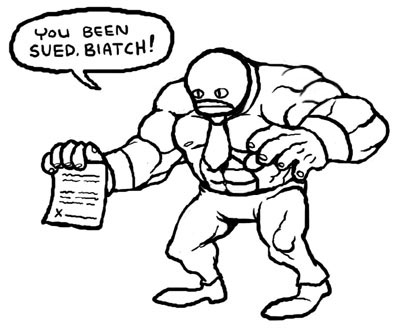 YOU BEEN
SUED, BIATCH!
X